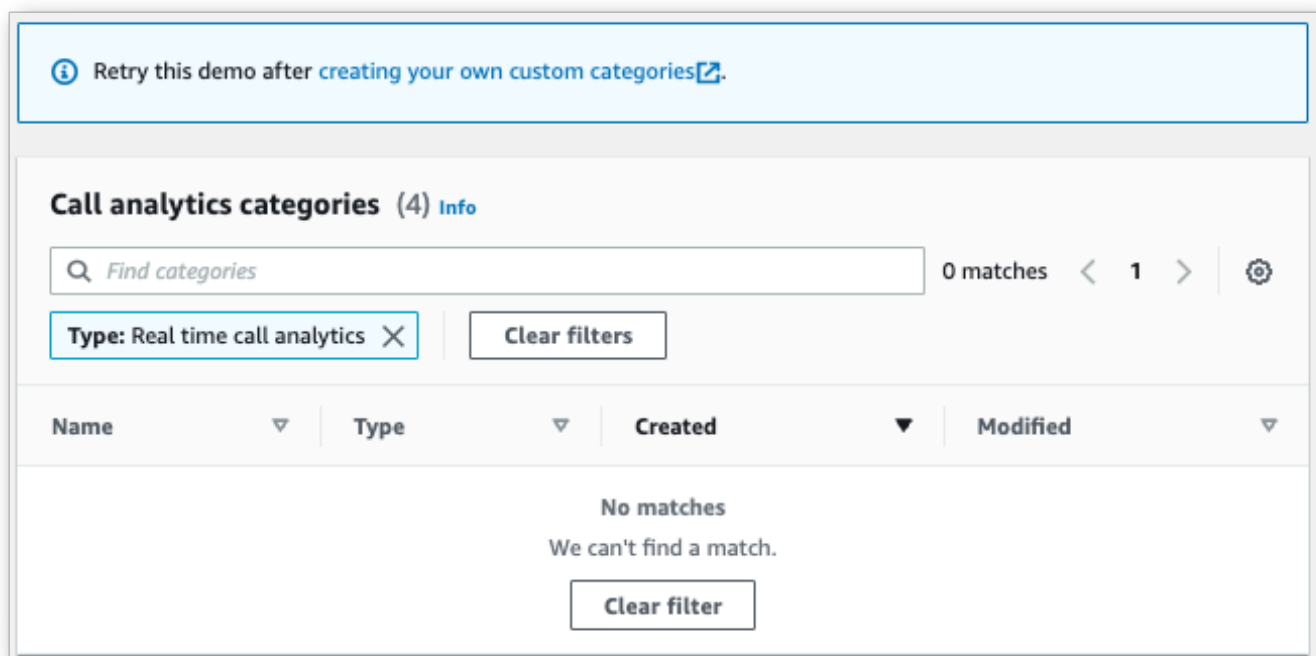 Retry this demo after creating your own custom categories.
Call analytics categories (4) Info
Find categories
0 matches 1
Type: Real time call analytics
Clear filters
Name Type Created Modified
No matches
We can't find a match.
Clear filter